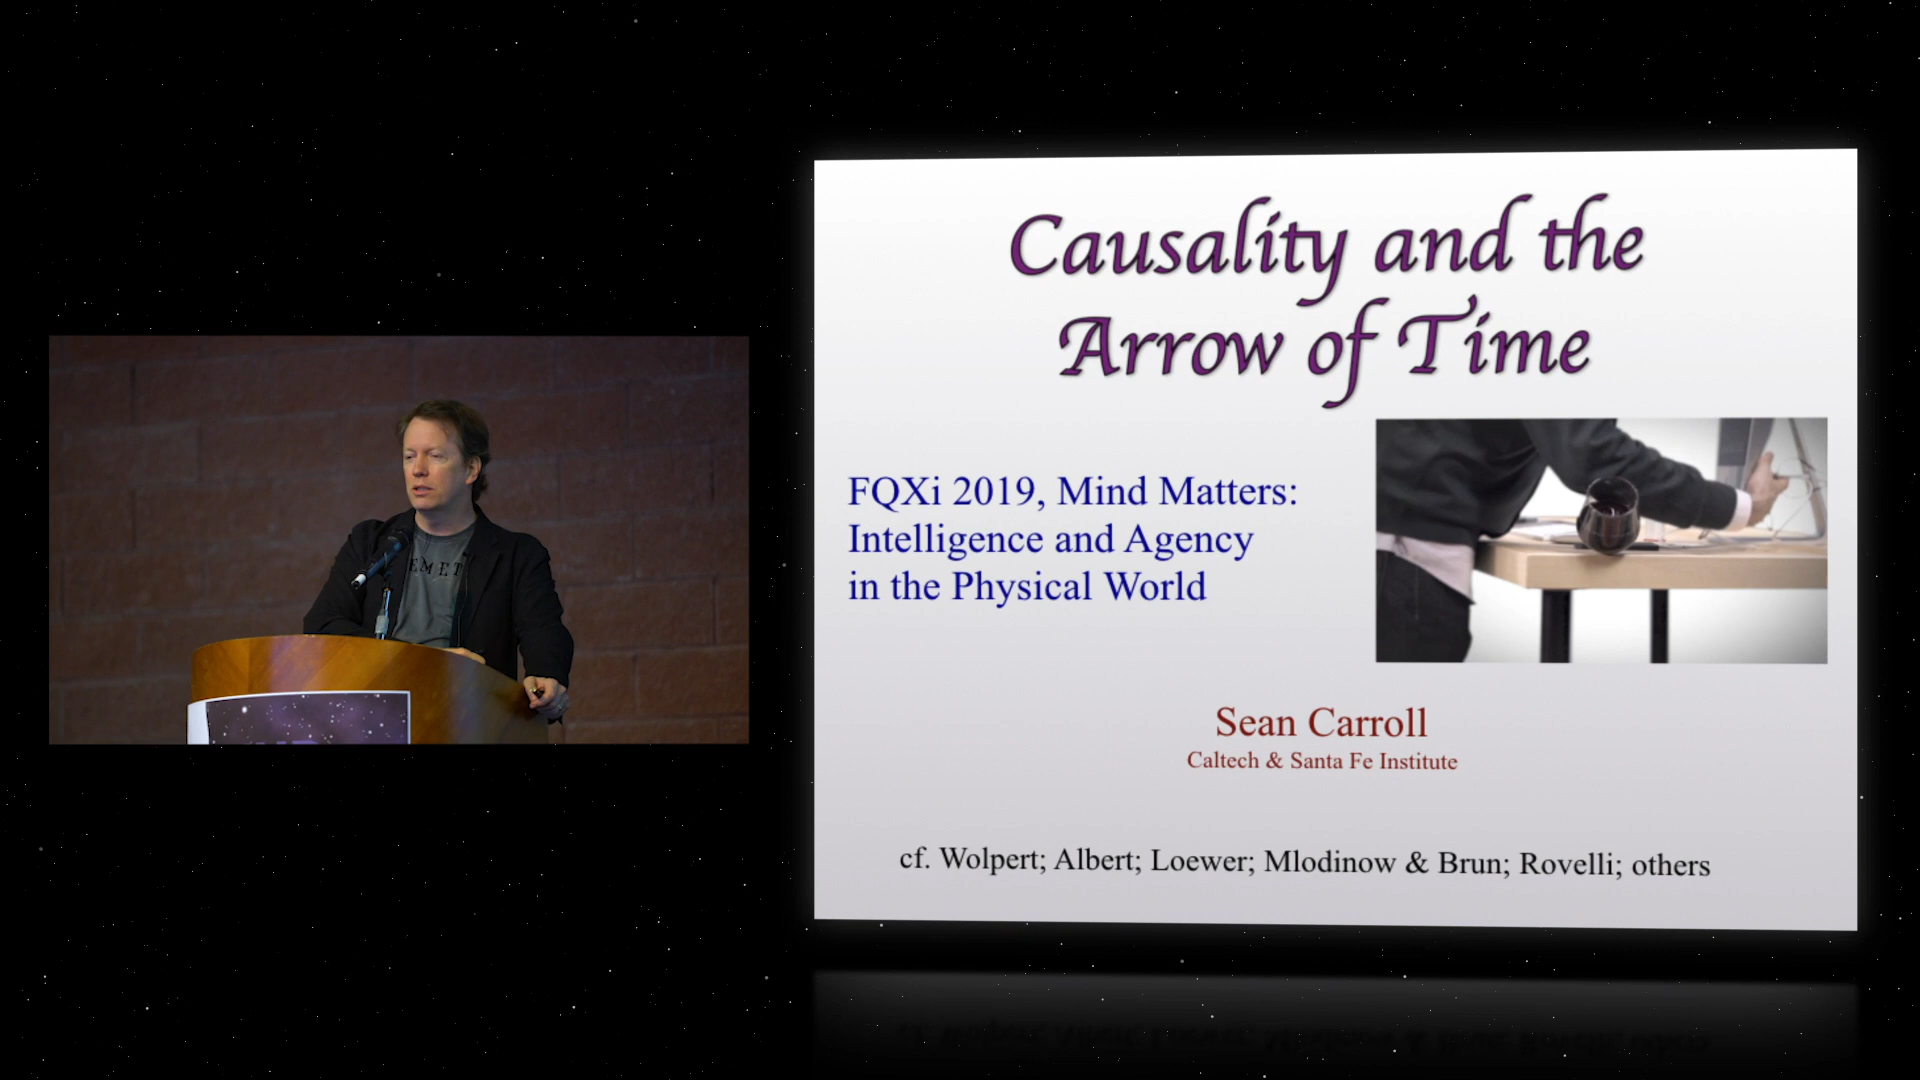 Causality and the
Arrow of Time
FQXi 2019, Mind Matters:
Intelligence and Agency
in the Physical World
Sean Carroll
Caltech & Santa Fe Institute
cf. Wolpert; Albert; Loewer; Mlodinow & Brun; Rovelli; others
EMET